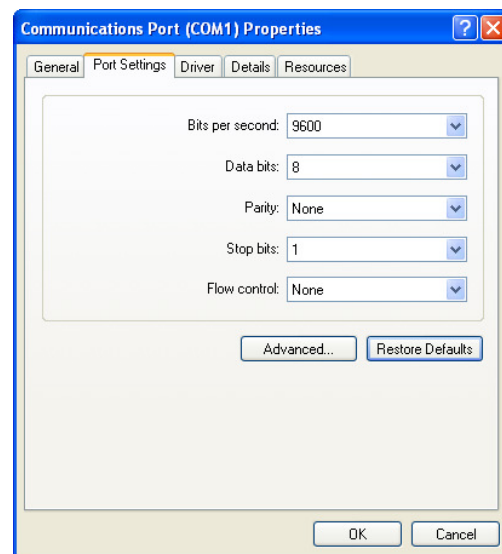 Communications Port (COM1) Properties ?
General Port Settings Driver Details Resources
Bits per second: 9600
Data bits: 8
Parity: None
Stop bits: 1
Flow control: None
Advanced... Restore Defaults
OK Cancel